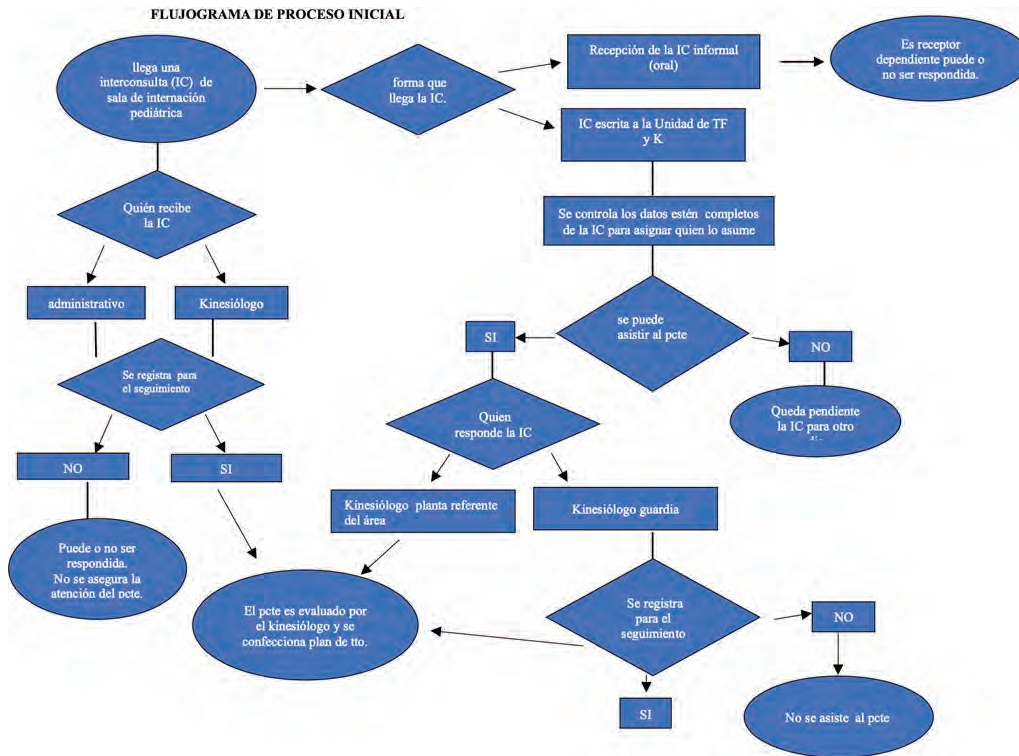 FLUJOGRAMA DE PROCESO INICIAL
llega una
interconsulta (IC) de
sala de internación
pediátrica
forma que
llega la IC.
Recepción de la IC informal
(oral)
Es receptor
dependiente puede o
no ser respondida.
IC escrita a la Unidad de TF
y K
Quién recibe
la IC
Se controla los datos estén completos
de la IC para asignar quien lo asume
administrativo
Kinesiólogo
se puede
asistir al pcte
SI
NO
Se registra para
el seguimiento
Quien
responde la IC
Queda pendiente
la IC para otro
NO
SI
Kinesiólogo planta referente
del área
Kinesiólogo guardia
Puede o no ser
respondida.
No se asegura la
atención del pcte.
El pcte es evaluado por
el kinesiólogo y se
confecciona plan de tto.
Se registra
para el
seguimiento
NO
SI
No se asiste al pcte